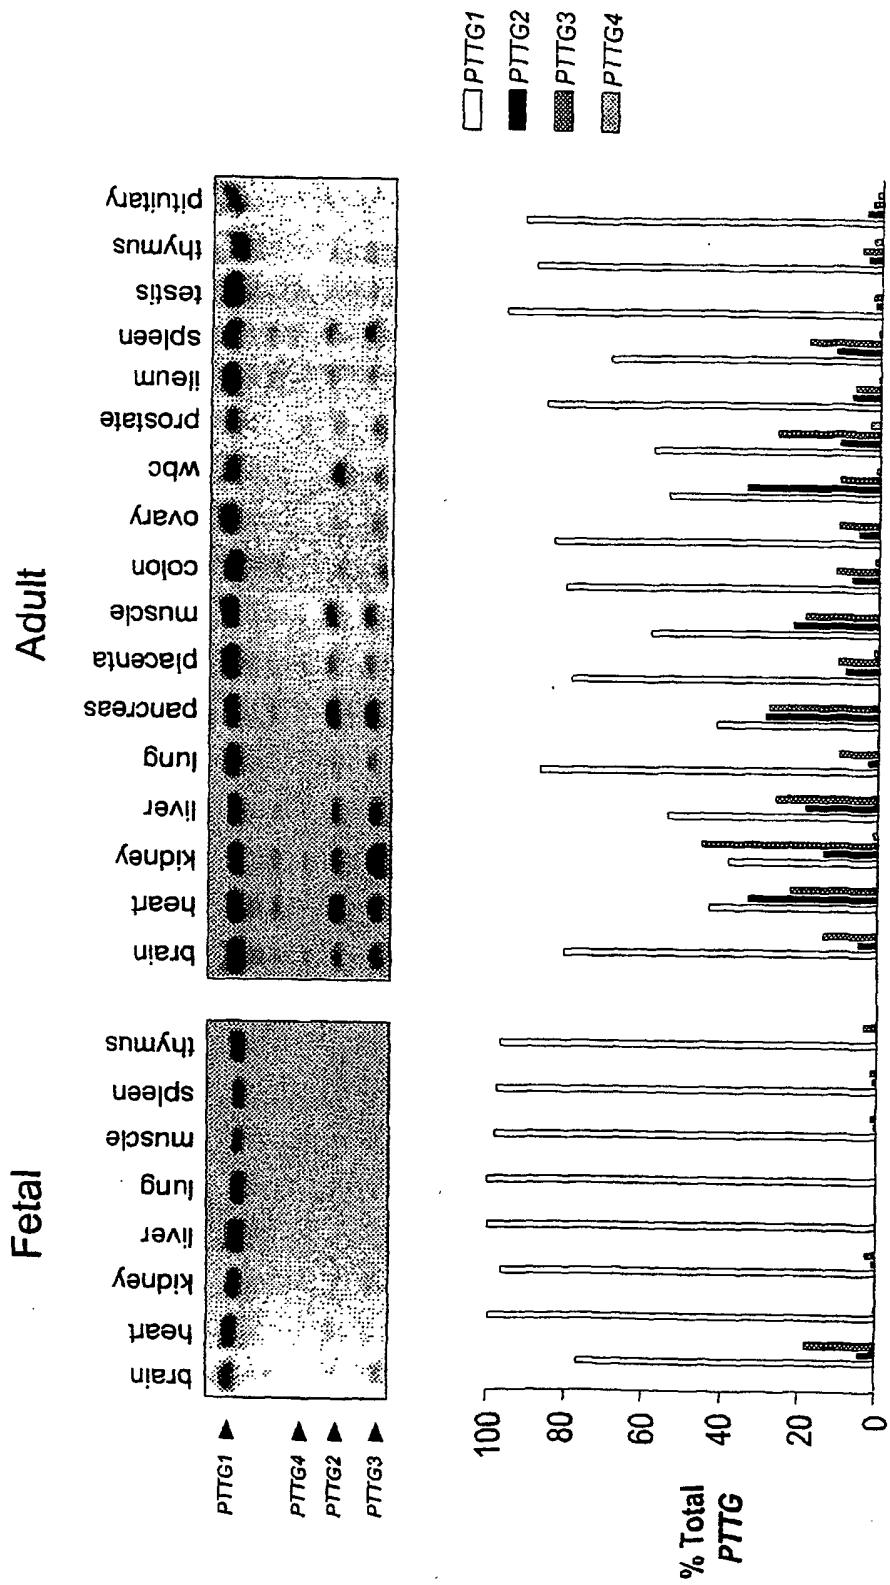 Fetal
Adult
brain
heart
kidney
liver
lung
muscle
spleen
thymus
brain
heart
kidney
liver
lung
pancreas
placenta
muscle
colon
ovary
wbc
prostate
ileum
spleen
testis
thymus
pituitary
PTTG1
PTTG4
PTTG2
PTTG3
PTTG1
PTTG2
PTTG3
PTTG4
% Total
PTTG
100
80
60
40
20
0